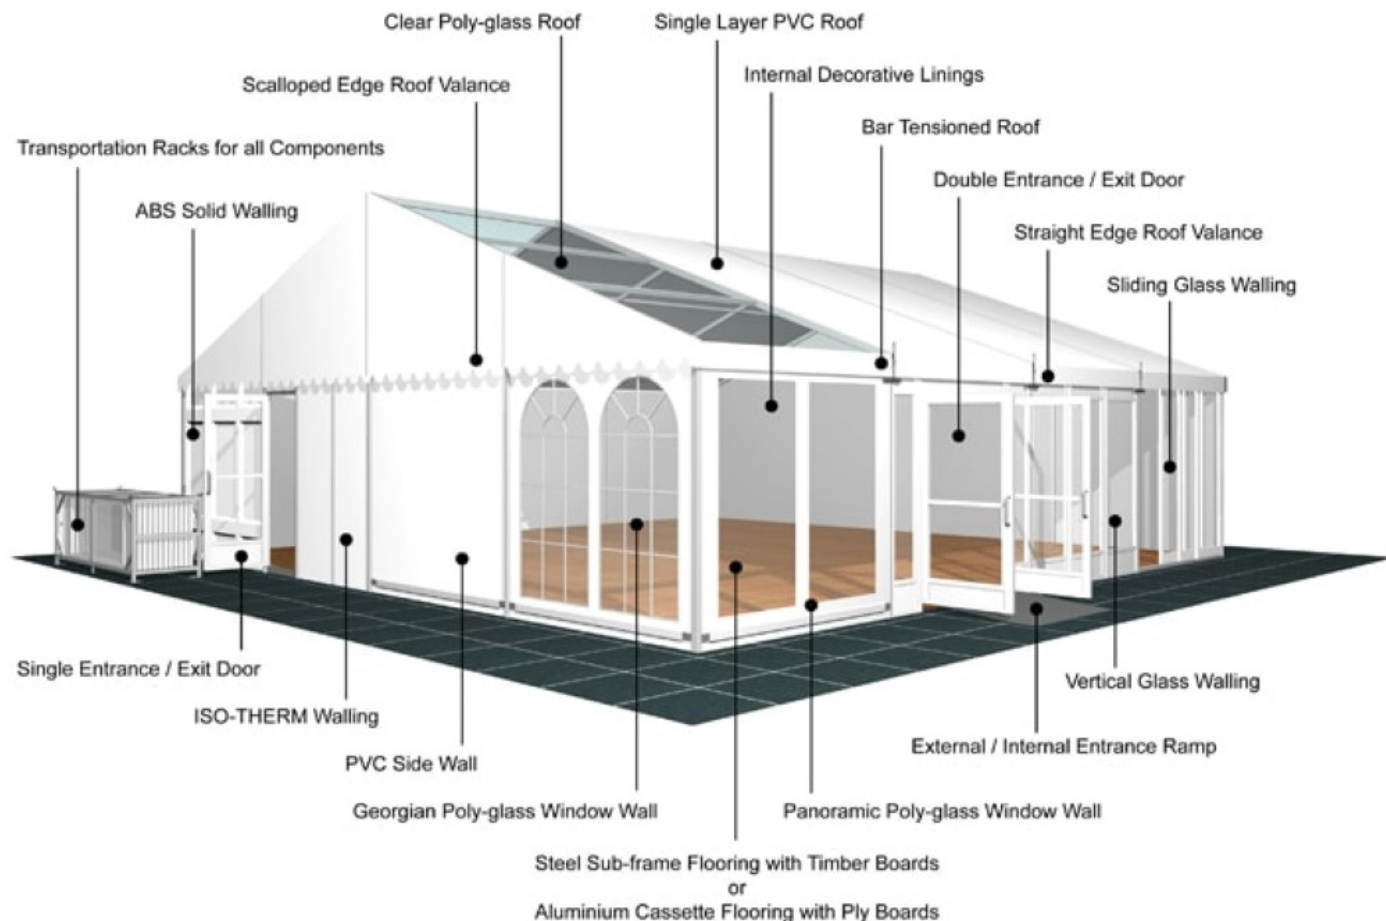 Clear Poly-glass Roof
Single Layer PVC Roof
Internal Decorative Linings
Scalloped Edge Roof Valance
Bar Tensioned Roof
Transportation Racks for all Components
Double Entrance / Exit Door
ABS Solid Walling
Straight Edge Roof Valance
Sliding Glass Walling
Single Entrance / Exit Door
Vertical Glass Walling
ISO-THERM Walling
External / Internal Entrance Ramp
PVC Side Wall
Georgian Poly-glass Window Wall
Panoramic Poly-glass Window Wall
Steel Sub-frame Flooring with Timber Boards
or
Aluminium Cassette Flooring with Ply Boards